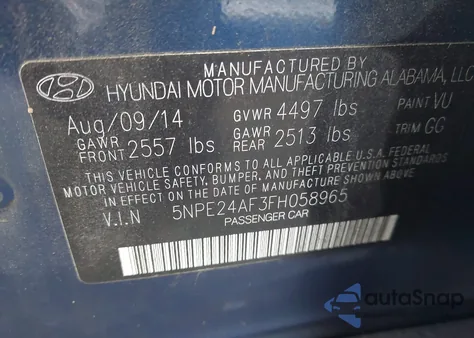 MANUFACTURED BY
HYUNDAI MOTOR MANUFACTURING ALABAMA, LLC
Aug/09/14 GVWR 4497 lbs PAINT VU
GAWR FRONT 2557 lbs GAWR REAR 2513 lbs TRIM GG
THIS VEHICLE CONFORMS TO ALL APPLICABLE U.S.A. FEDERAL
MOTOR VEHICLE SAFETY, BUMPER, AND THEFT PREVENTION
STANDARDS IN EFFECT ON THE DATE OF MANUFACTURE SHOWN ABOVE.
V.I.N 5NPE24AF3FH058965
PASSENGER CAR
autoSnap